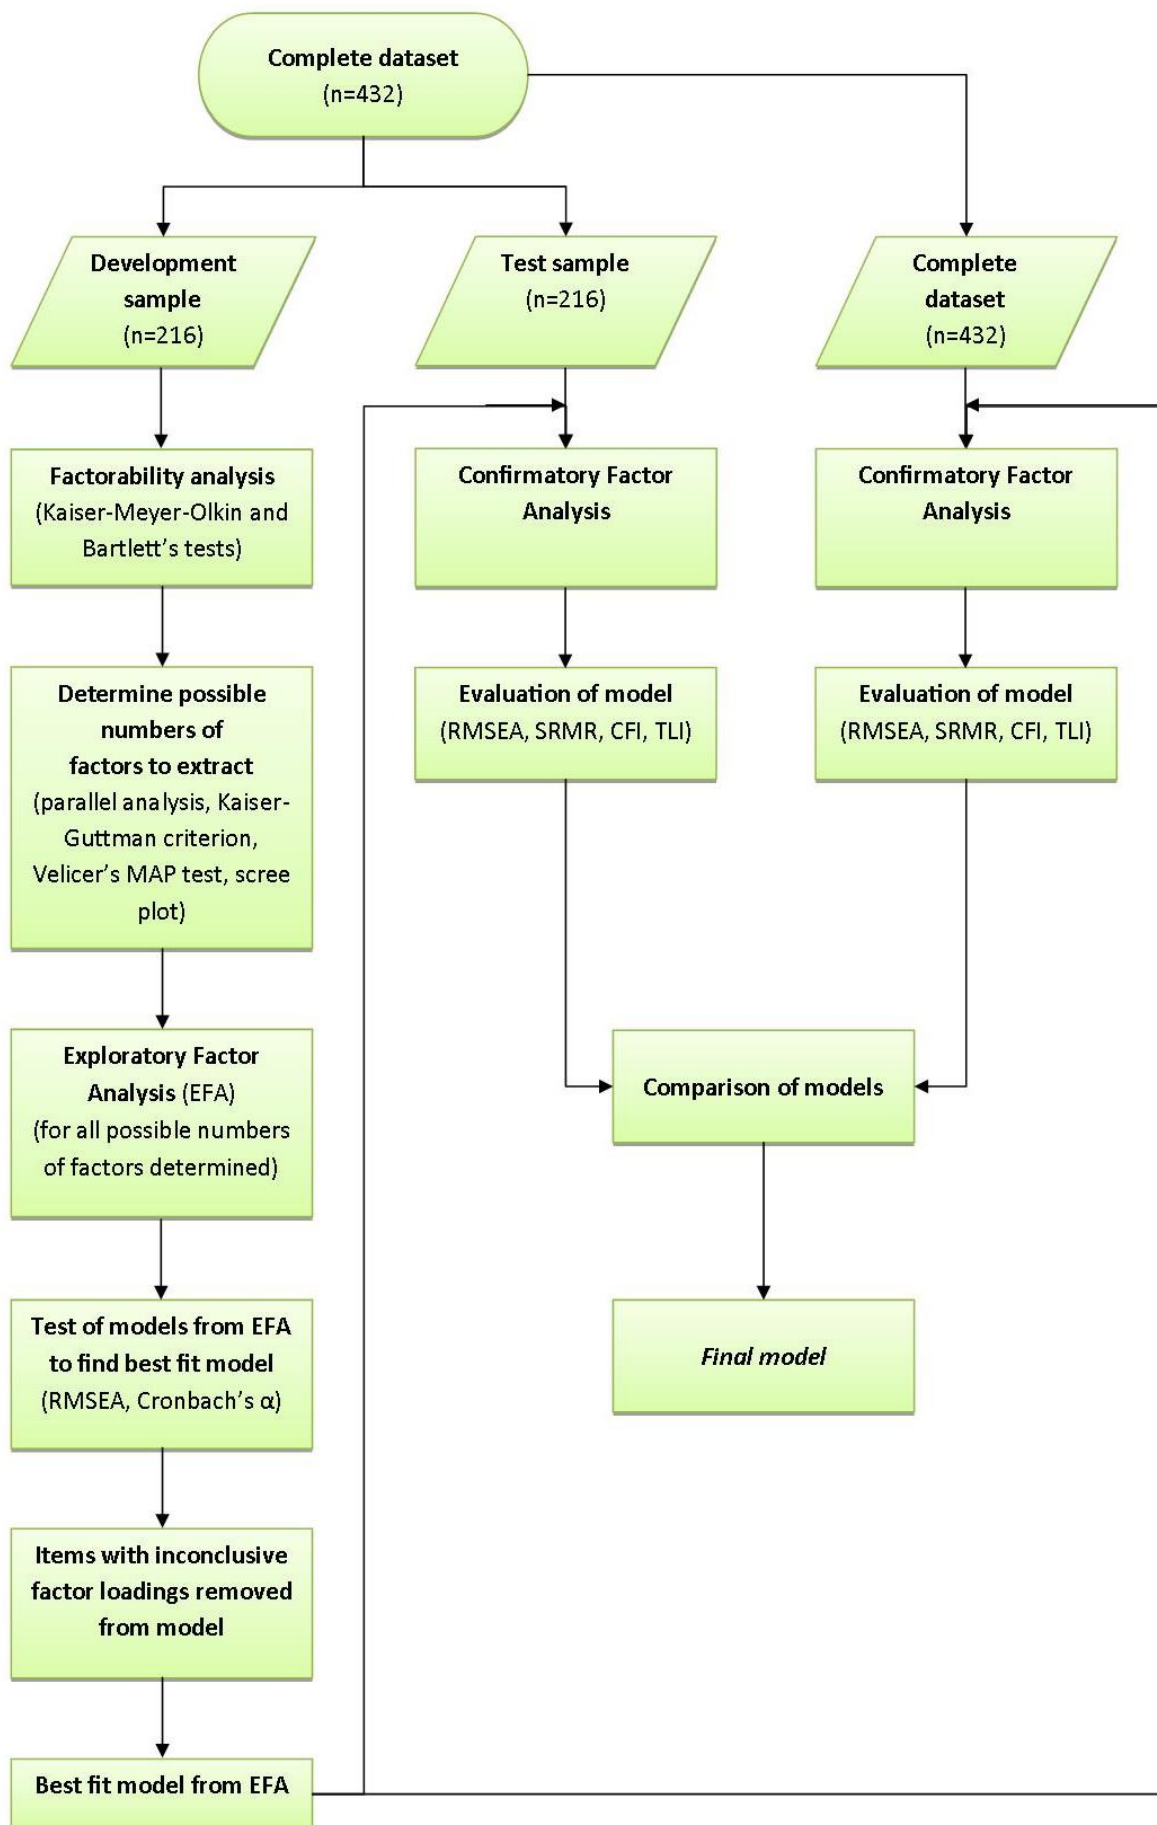 Complete dataset
(n=432)
Development
sample
(n=216)
Test sample
(n=216)
Complete
dataset
(n=432)
Factorability analysis
(Kaiser-Meyer-Olkin and
Bartlett's tests)
Confirmatory Factor
Analysis
Confirmatory Factor
Analysis
Determine possible
numbers of
factors to extract
(parallel analysis, Kaiser-
Guttman criterion,
Velicer's MAP test, scree
plot)
Evaluation of model
(RMSEA, SRMR, CFI, TLI)
Evaluation of model
(RMSEA, SRMR, CFI, TLI)
Exploratory Factor
Analysis (EFA)
(for all possible numbers
of factors determined)
Comparison of models
Test of models from EFA
to find best fit model
(RMSEA, Cronbach's α)
Final model
Items with inconclusive
factor loadings removed
from model
Best fit model from EFA